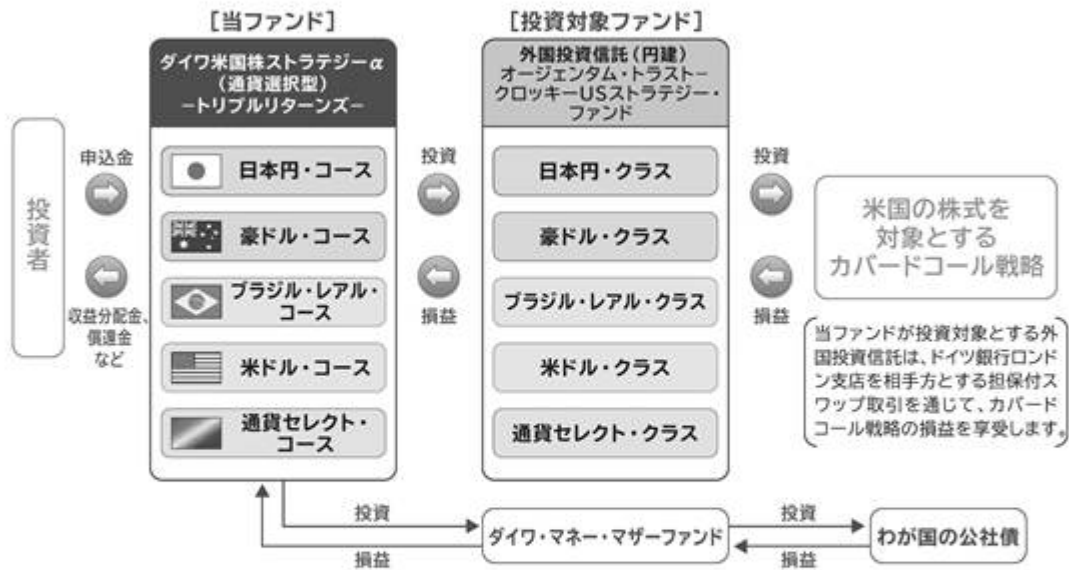 ［当ファンド］
ダイワ米国株ストラテジーα
（通貨選択型）
－トリプルリターンズ－
日本円・コース
豪ドル・コース
ブラジル・レアル・
コース
米ドル・コース
通貨セレクト・
コース
投資者
申込金
収益分配金、
償還金
など
投資
損益
［投資対象ファンド］
外国投資信託（円建）
オージェンタム・トラスト－
クロッキーUSストラテジー・
ファンド
日本円・クラス
豪ドル・クラス
ブラジル・レアル・クラス
米ドル・クラス
通貨セレクト・クラス
投資
損益
米国の株式を
対象とする
カバードコール戦略
当ファンドが投資対象とする外
国投資信託は、ドイツ銀行ロンド
ン支店を相手方とする担保付ス
ワップ取引を通じて、カバード
コール戦略の損益を享受します。
投資
損益
ダイワ・マネー・マザーファンド
投資
損益
わが国の公社債